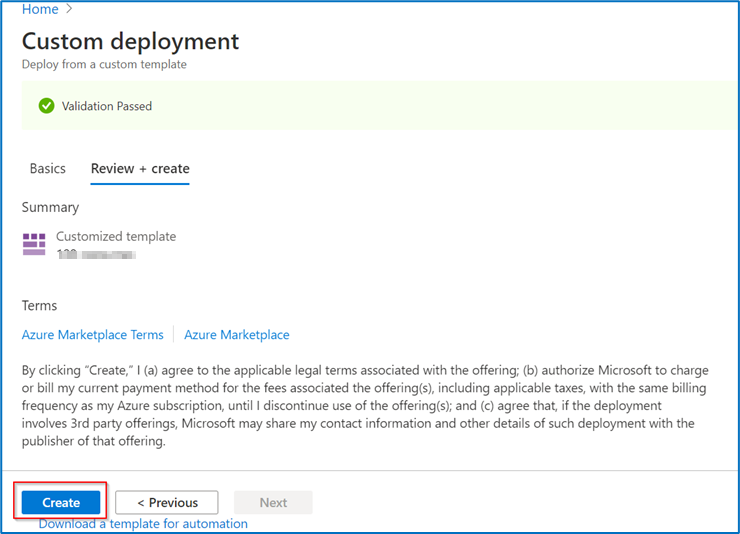 Home >
Custom deployment
Deploy from a custom template
Validation Passed
Basics Review + create
Summary
Customized template
Terms
Azure Marketplace Terms Azure Marketplace
By clicking “Create,” I (a) agree to the applicable legal terms associated with the offering; (b) authorize Microsoft to charge
or bill my current payment method for the fees associated the offering(s), including applicable taxes, with the same billing
frequency as my Azure subscription, until I discontinue use of the offering(s); and (c) agree that, if the deployment
involves 3rd party offerings, Microsoft may share my contact information and other details of such deployment with the
publisher of that offering.
Create < Previous Next
Download a template for automation